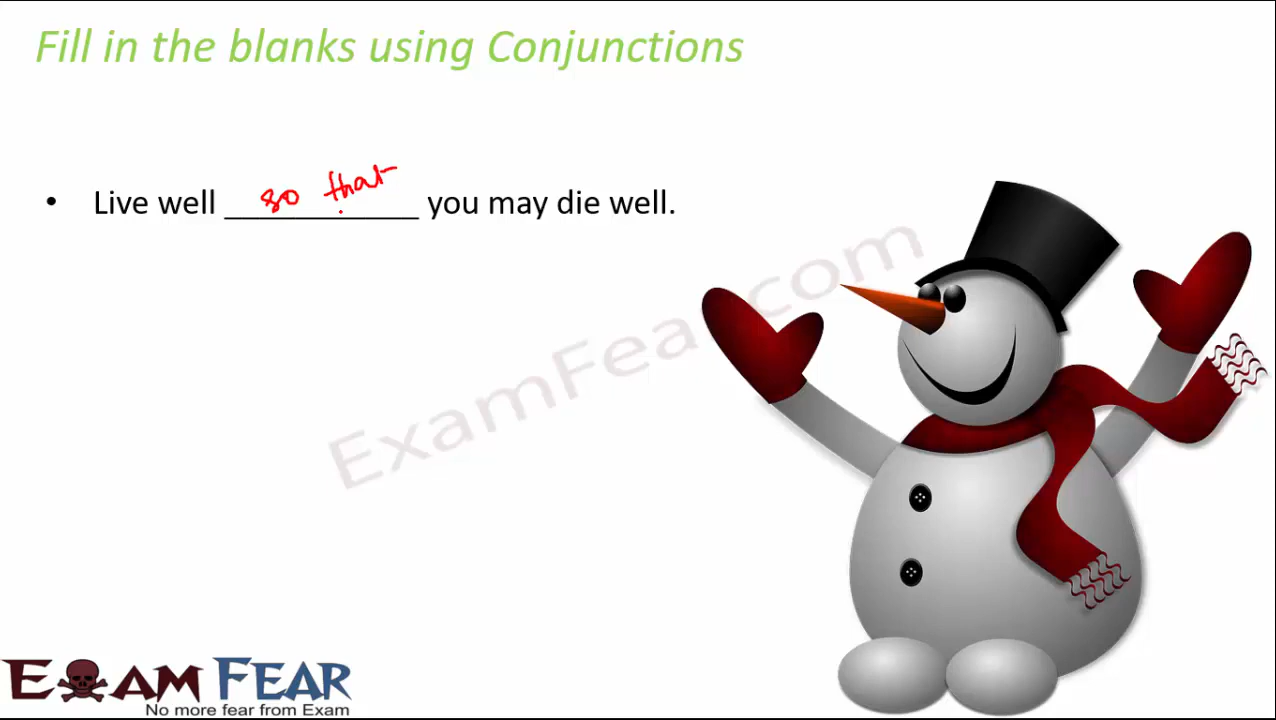 Fill in the blanks using Conjunctions
• Live well so that you may die well.
ExamFear.com
EXAM FEAR
No more fear from Exam